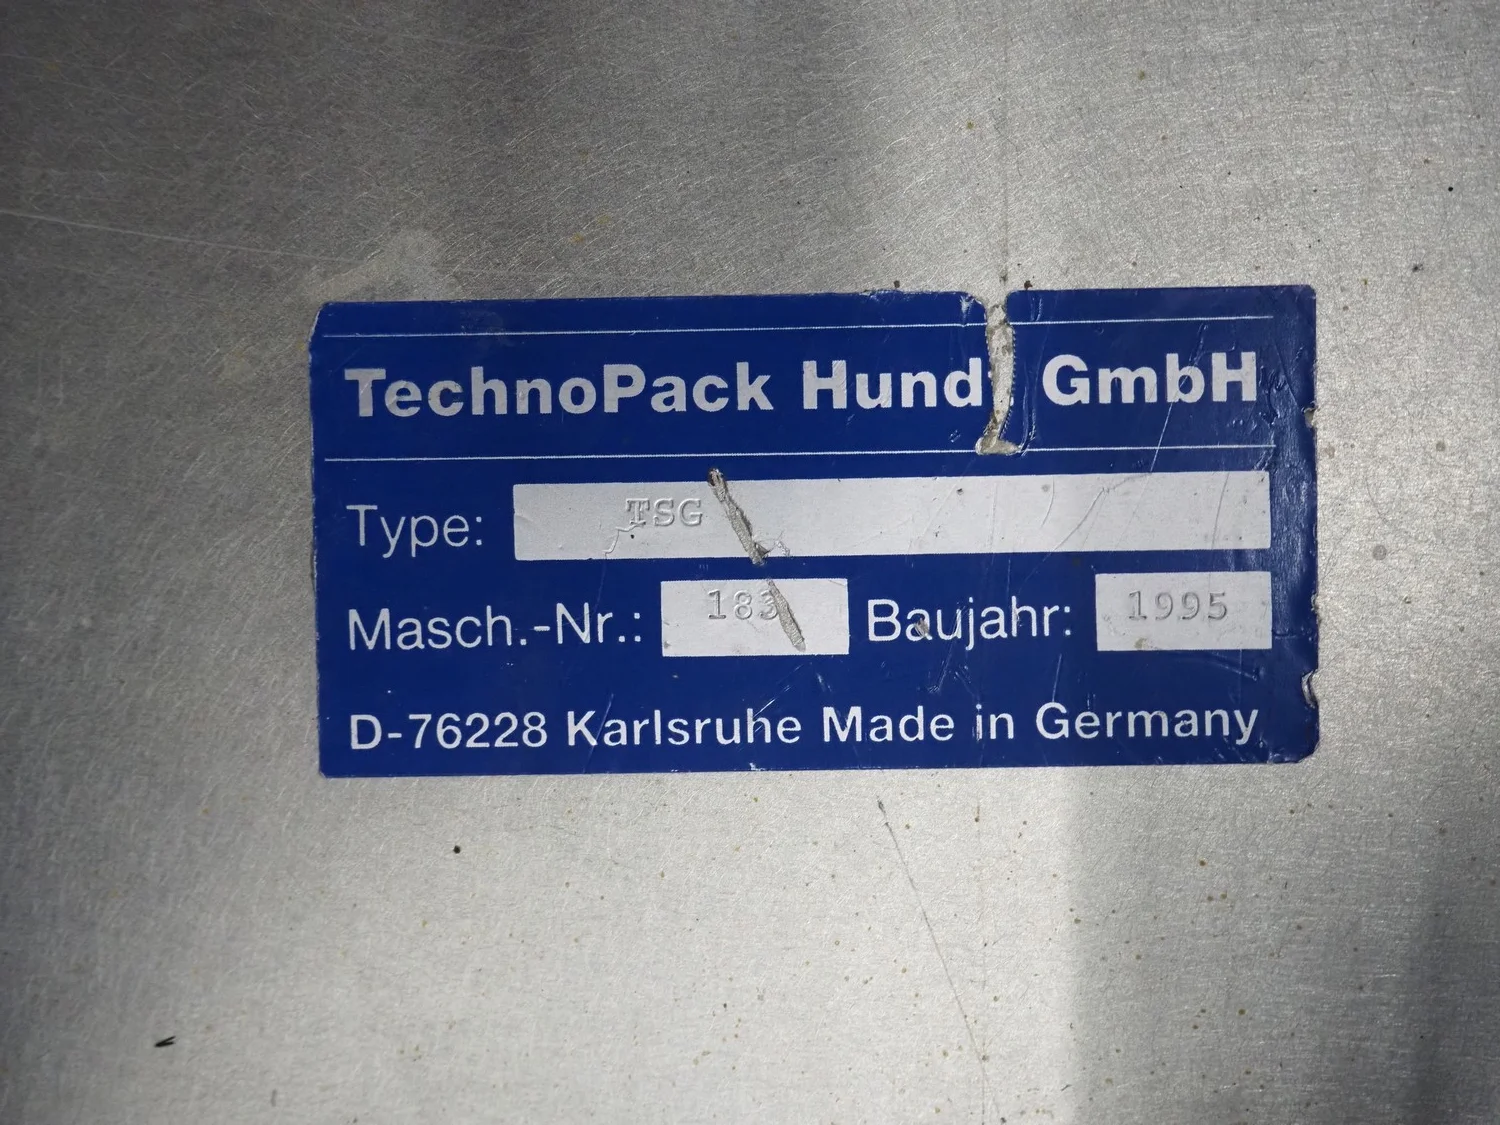 TechnoPack Hund GmbH
Type: TSG
Masch.-Nr.: 183 Baujahr: 1995
D-76228 Karlsruhe Made in Germany